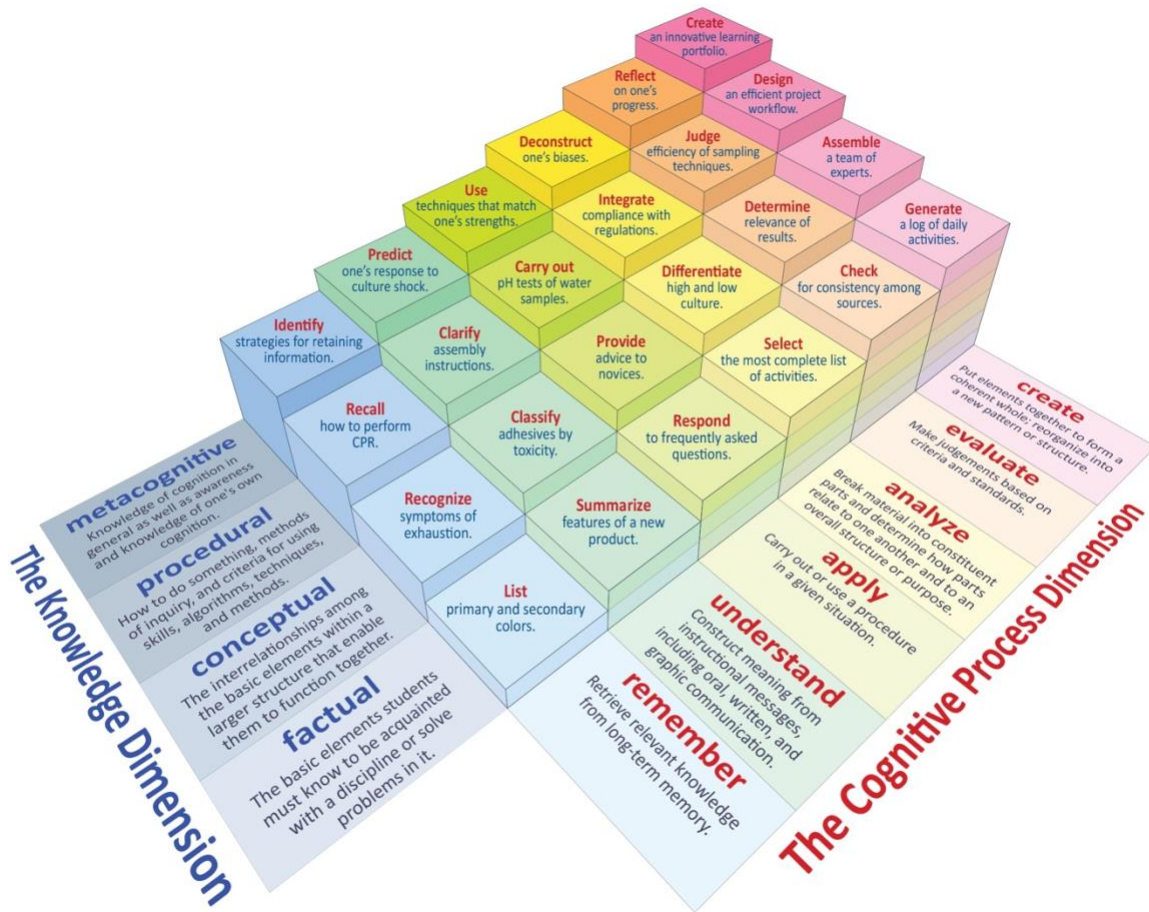 Create
an innovative learning
portfolio.
Reflect
on one's
progress.
Design
an efficient project
workflow.
Deconstruct
one's biases.
Judge
efficiency of sampling
techniques.
Assemble
a team of
experts.
Use
techniques that match
one's strengths.
Integrate
compliance with
regulations.
Determine
relevance of
results.
Generate
a log of daily
activities.
Predict
one's response to
culture shock.
Carry out
pH tests of water
samples.
Differentiate
high and low
culture.
Check
for consistency among
sources.
Identify
strategies for retaining
information.
Clarify
assembly
instructions.
Provide
advice to
novices.
Select
the most complete list
of activities.
Recall
how to perform
CPR.
Classify
adhesives by
toxicity.
Respond
to frequently asked
questions.
Recognize
symptoms of
exhaustion.
Summarize
features of a new
product.
List
primary and secondary
colors.
The Knowledge Dimension
metacognitive
Knowledge of cognition in
general as well as awareness
and knowledge of one's own
cognition.
procedural
How to do something, methods
of inquiry, and criteria for using
skills, algorithms, techniques,
and methods.
conceptual
The interrelationships among
the basic elements within a
larger structure that enable
them to function together.
factual
The basic elements students
must know to be acquainted
with a discipline or solve
problems in it.
The Cognitive Process Dimension
create
Put elements together to form a
coherent whole; reorganize into
a new pattern or structure.
evaluate
Make judgements based on
criteria and standards.
analyze
Break material into constituent
parts and determine how parts
relate to one another and to an
overall structure or purpose.
apply
Carry out or use a procedure
in a given situation.
understand
Construct meaning from
instructional messages,
including oral, written, and
graphic communication.
remember
Retrieve relevant knowledge
from long-term memory.